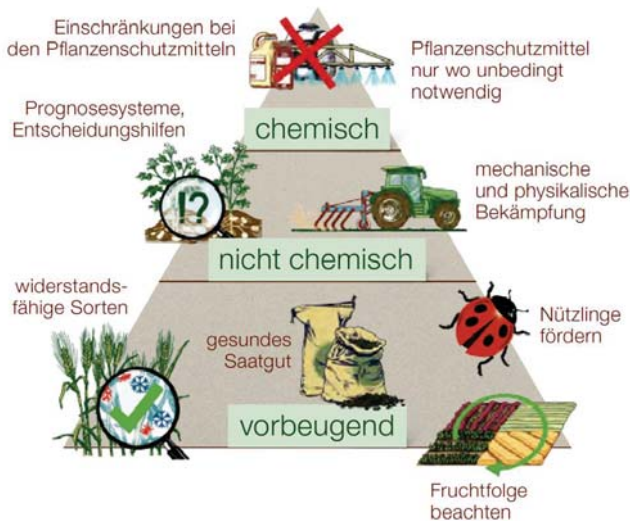 Einschränkungen bei
den Pflanzenschutzmitteln
Pflanzenschutzmittel
nur wo unbedingt
notwendig
chemisch
Prognosesysteme,
Entscheidungshilfen
!?
mechanische
und physikalische
Bekämpfung
nicht chemisch
widerstands-
fähige Sorten
gesundes
Saatgut
Nützlinge
fördern
vorbeugend
Fruchtfolge
beachten